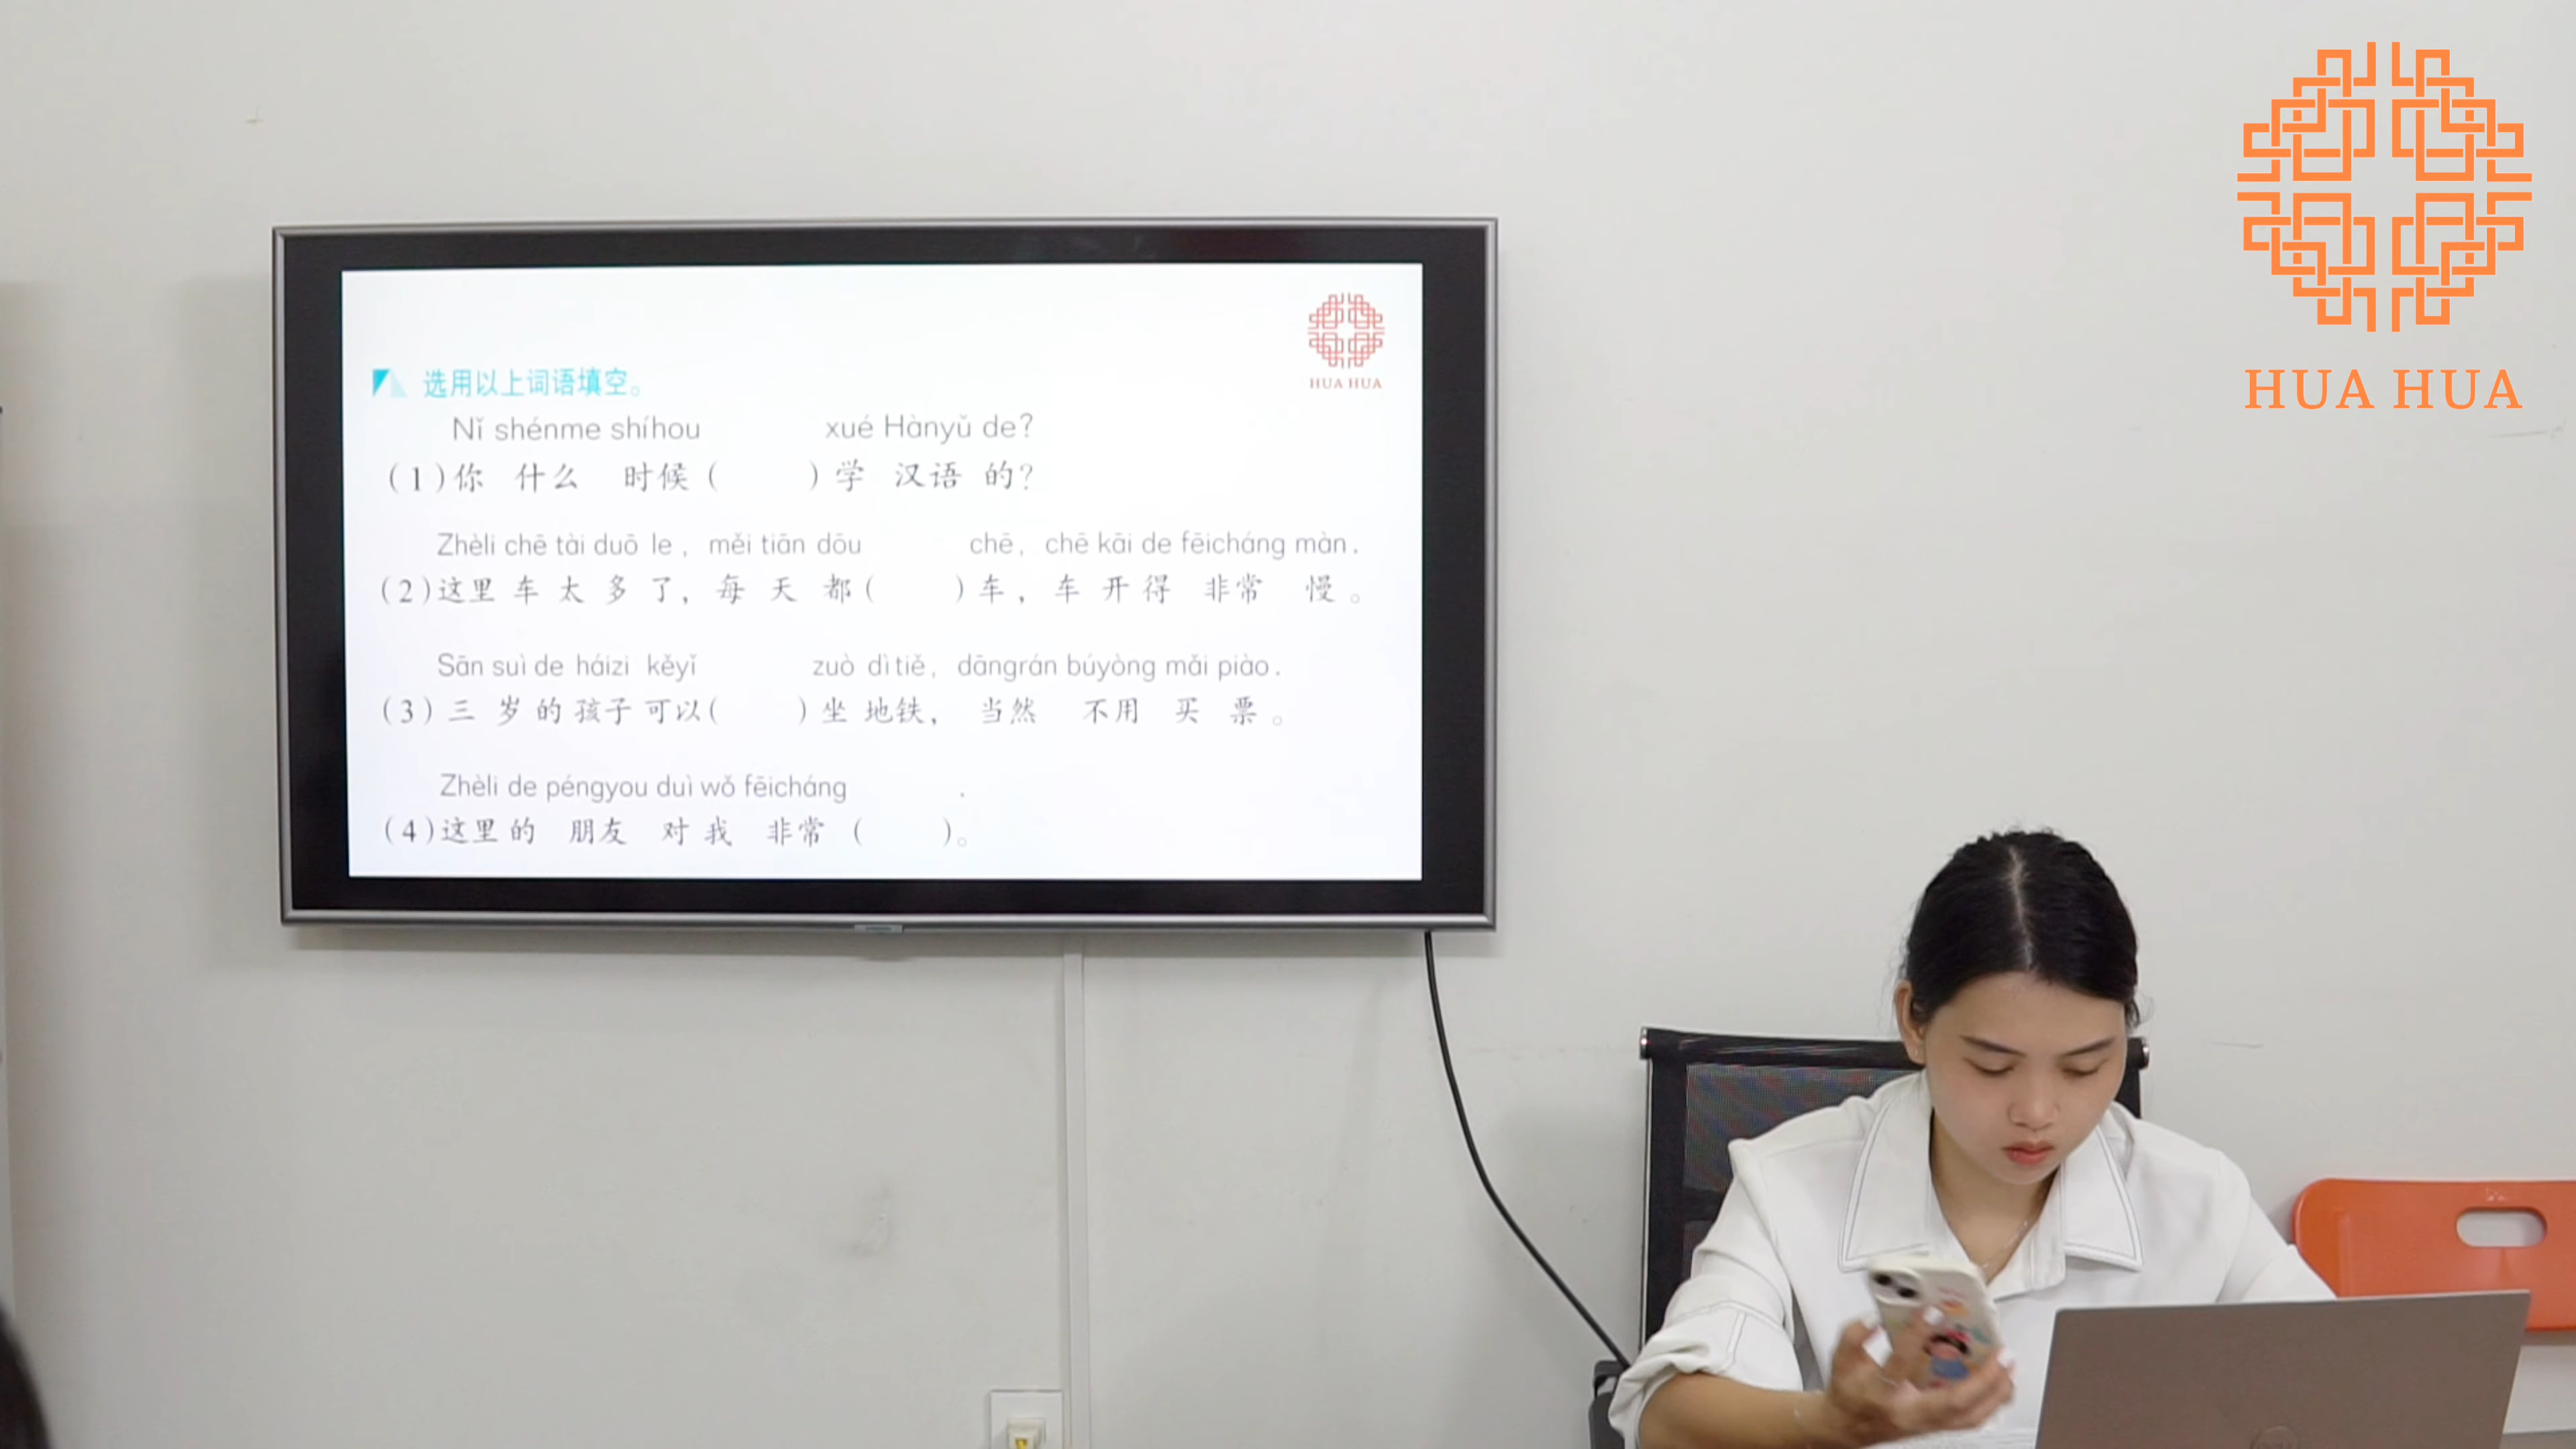 HUA HUA
HUA HUA
选用以上词语填空。
Nǐ shénme shíhou xué Hànyǔ de?
(1)你 什么 时候( )学 汉语 的?
Zhèli chē tài duō le, měi tiān dōu chē, chē kāi de fēicháng màn.
(2)这里 车 太 多 了, 每 天 都( )车, 车 开 得 非常 慢。
Sān suì de háizi kěyǐ zuò dìtiě, dāngrán búyòng mǎi piào.
(3)三 岁 的 孩子 可以( )坐 地铁, 当然 不用 买 票。
Zhèli de péngyou duì wǒ fēicháng .
(4)这里 的 朋友 对 我 非常( )。